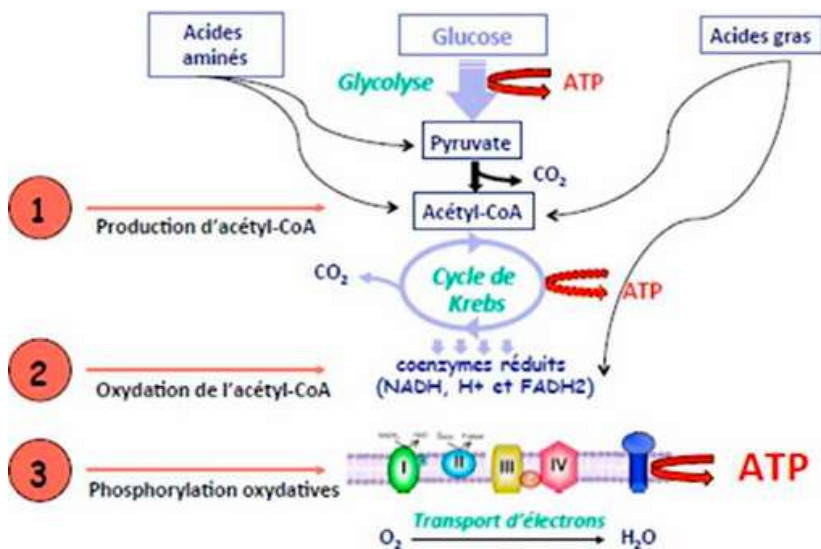 Acides
aminés
Glucose
Acides gras
Glycolyse
ATP
Pyruvate
CO2
1
Production d'acétyl-CoA
Acétyl-CoA
CO2
Cycle de
Krebs
ATP
2
Oxydation de l'acétyl-CoA
coenzymes réduits
(NADH, H+ et FADH2)
3
Phosphorylation oxydatives
I
II
III
IV
ATP
Transport d'électrons
O2
H2O